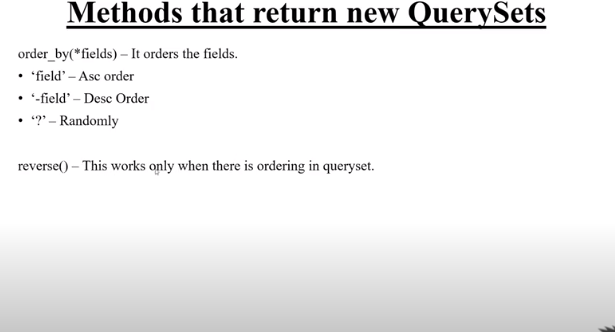 Methods that return new QuerySets
order_by(*fields) – It orders the fields.
• ‘field’ – Asc order
• ‘-field’ – Desc Order
• ‘?’ – Randomly
reverse() – This works only when there is ordering in queryset.